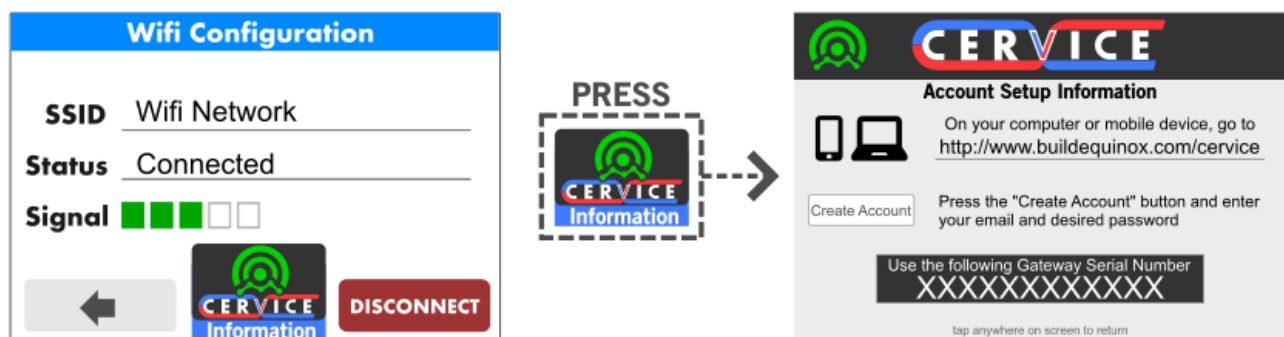 Wifi Configuration
SSID Wifi Network
Status Connected
Signal
CERVICE
Information
DISCONNECT
PRESS
CERVICE
Information
CERVICE
Account Setup Information
On your computer or mobile device, go to
http://www.buildequinox.com/cervice
Create Account
Press the "Create Account" button and enter
your email and desired password
Use the following Gateway Serial Number
XXXXXXXXXXXX
tap anywhere on screen to return